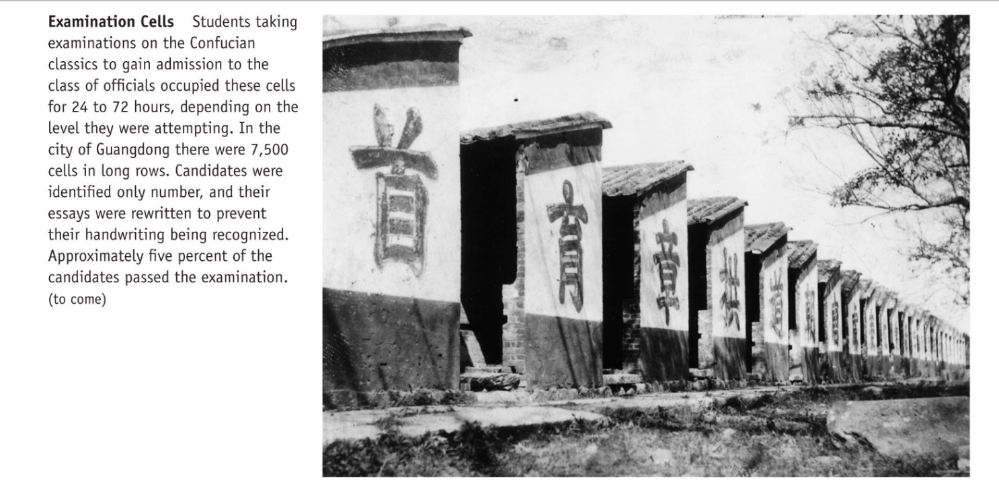 Examination Cells Students taking
examinations on the Confucian
classics to gain admission to the
class of officials occupied these cells
for 24 to 72 hours, depending on the
level they were attempting. In the
city of Guangdong there were 7,500
cells in long rows. Candidates were
identified only number, and their
essays were rewritten to prevent
their handwriting being recognized.
Approximately five percent of the
candidates passed the examination.
(to come)
首
育
章
拱